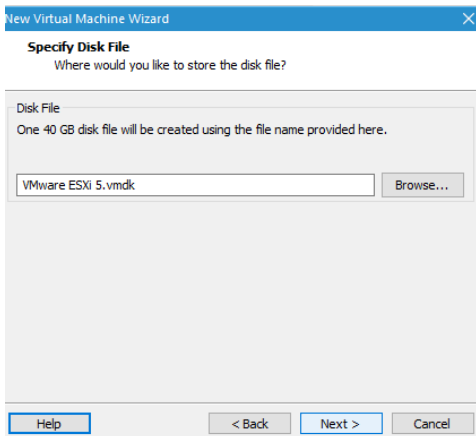 New Virtual Machine Wizard
Specify Disk File
Where would you like to store the disk file?
Disk File
One 40 GB disk file will be created using the file name provided here.
VMware ESXi 5.vmdk
Browse...
Help
< Back
Next >
Cancel